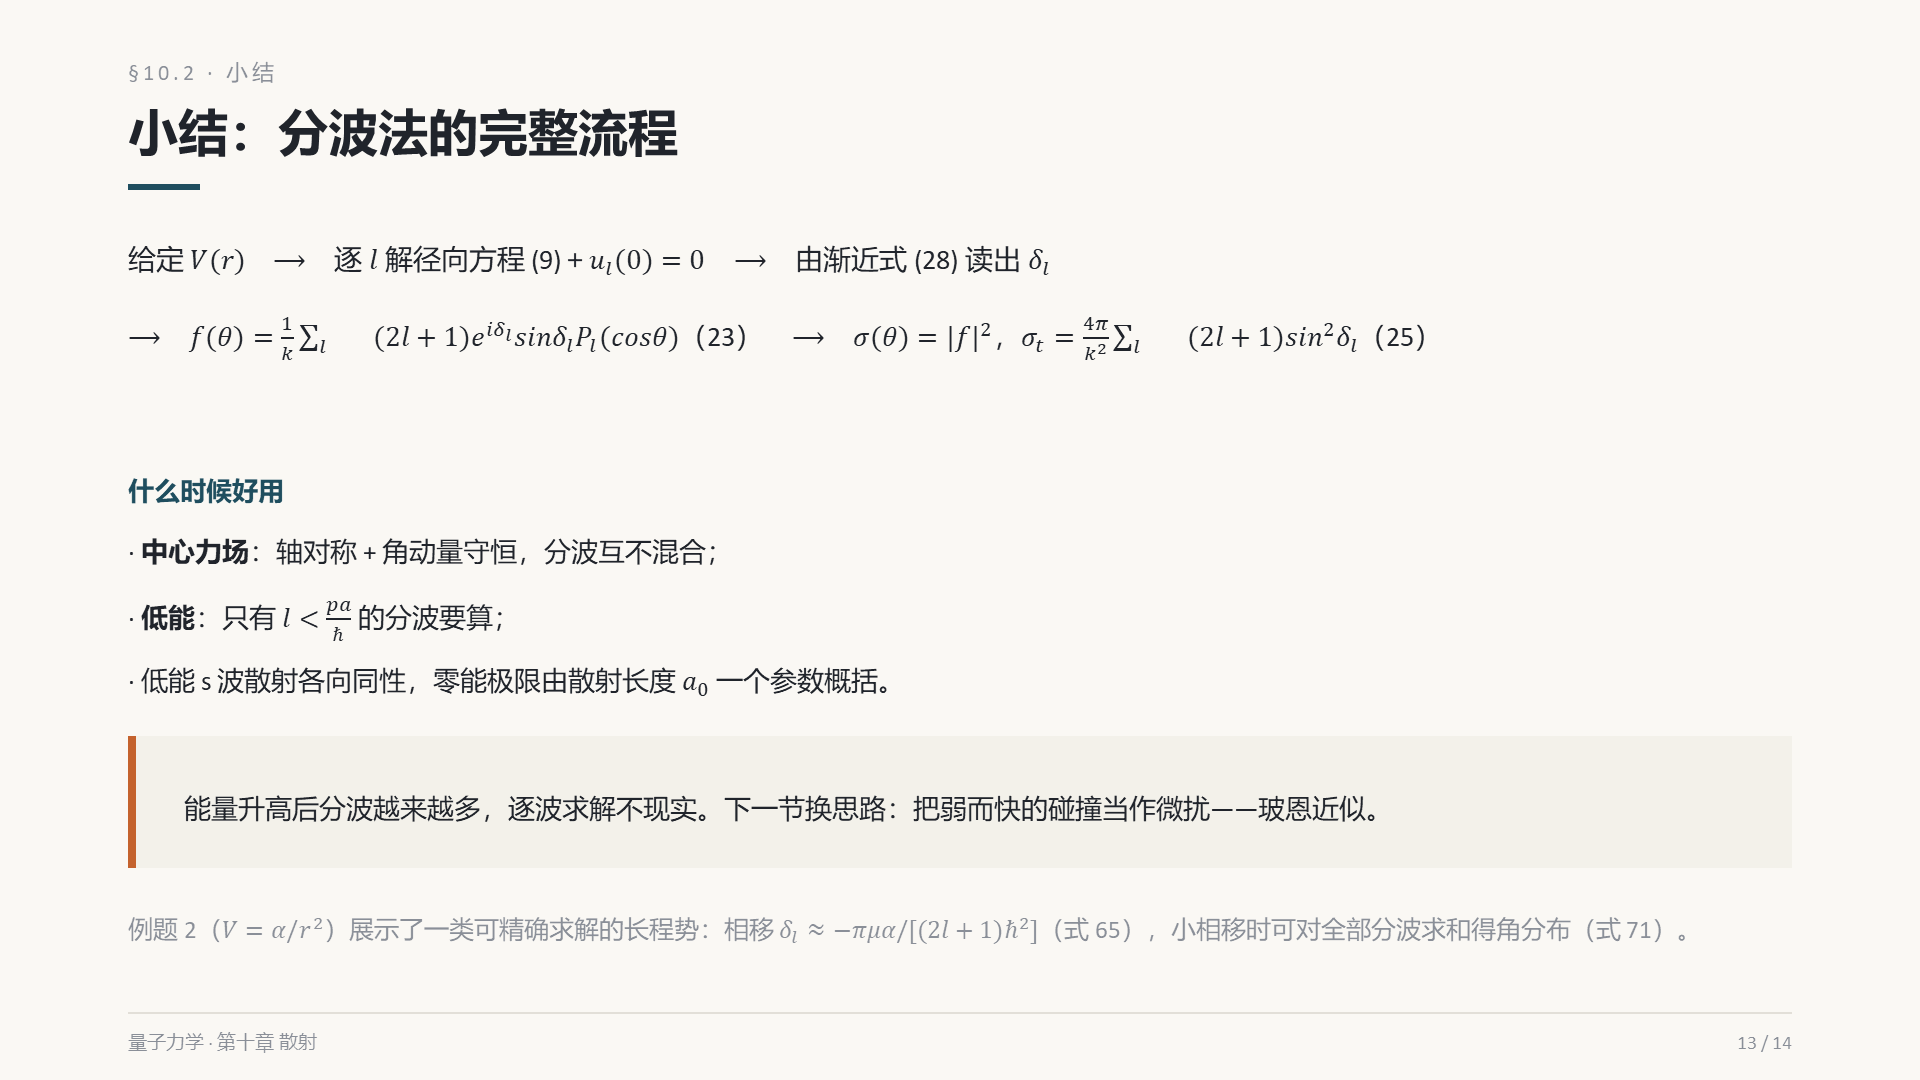 §10.2 · 小结
小结：分波法的完整流程
给定 V(r) ⟶ 逐 l 解径向方程 (9) + u_l(0) = 0 ⟶ 由渐近式 (28) 读出 δ_l
⟶ f(θ) = \frac{1}{k} ∑_l (2l + 1)e^{iδ_l} sinδ_l P_l(cosθ)（23） ⟶ σ(θ) = |f|^2，σ_t = \frac{4π}{k^2} ∑_l (2l + 1)sin^2 δ_l（25）
什么时候好用
· 中心力场：轴对称 + 角动量守恒，分波互不混合；
· 低能：只有 l < \frac{pa}{ħ} 的分波要算；
· 低能 s 波散射各向同性，零能极限由散射长度 a_0 一个参数概括。
能量升高后分波越来越多，逐波求解不现实。下一节换思路：把弱而快的碰撞当作微扰——玻恩近似。
例题 2（V = α/r^2）展示了一类可精确求解的长程势：相移 δ_l ≈ −πμα/[(2l + 1)ħ^2]（式 65），小相移时可对全部分波求和得角分布（式 71）。
量子力学 · 第十章 散射
13 / 14